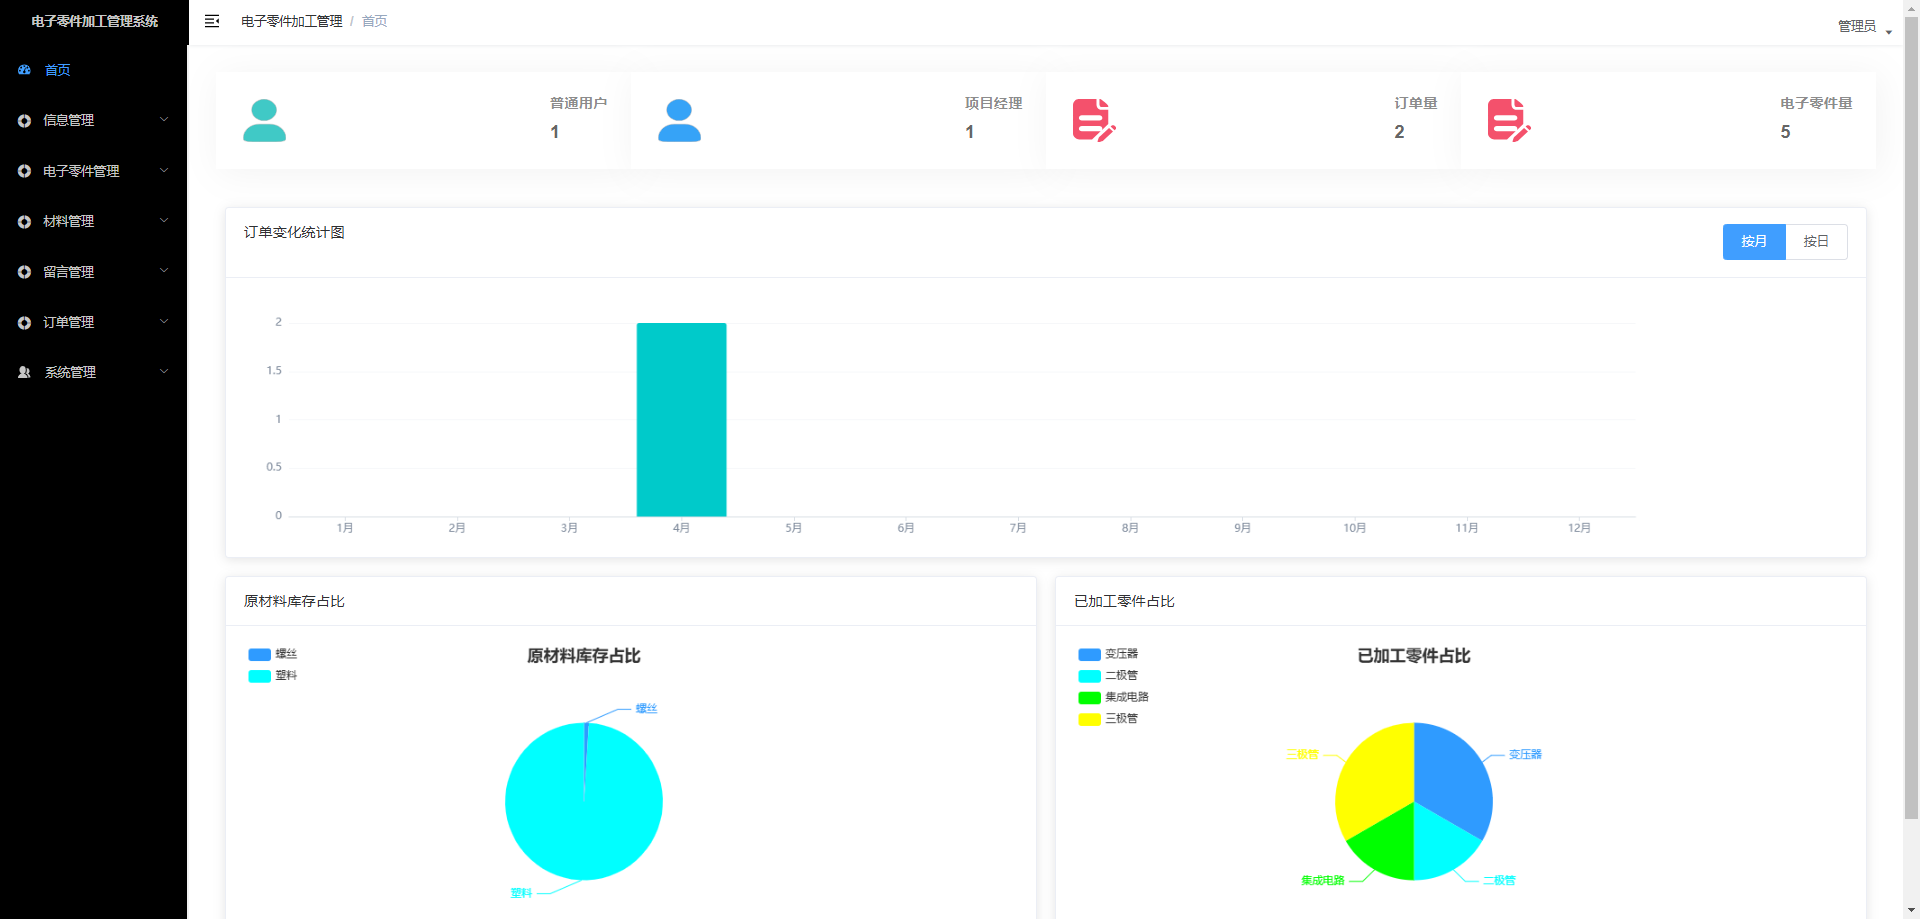 电子零件加工管理系统
首页
信息管理
电子零件管理
材料管理
留言管理
订单管理
系统管理
电子零件加工管理 / 首页
管理员
普通用户
1
项目经理
1
订单量
2
电子零件量
5
订单变化统计图
按月
按日
2
1.5
1
0.5
0
1月
2月
3月
4月
5月
6月
7月
8月
9月
10月
11月
12月
原材料库存占比
螺丝
塑料
原材料库存占比
螺丝
塑料
已加工零件占比
变压器
二极管
集成电路
三极管
已加工零件占比
三极管
变压器
集成电路
二极管